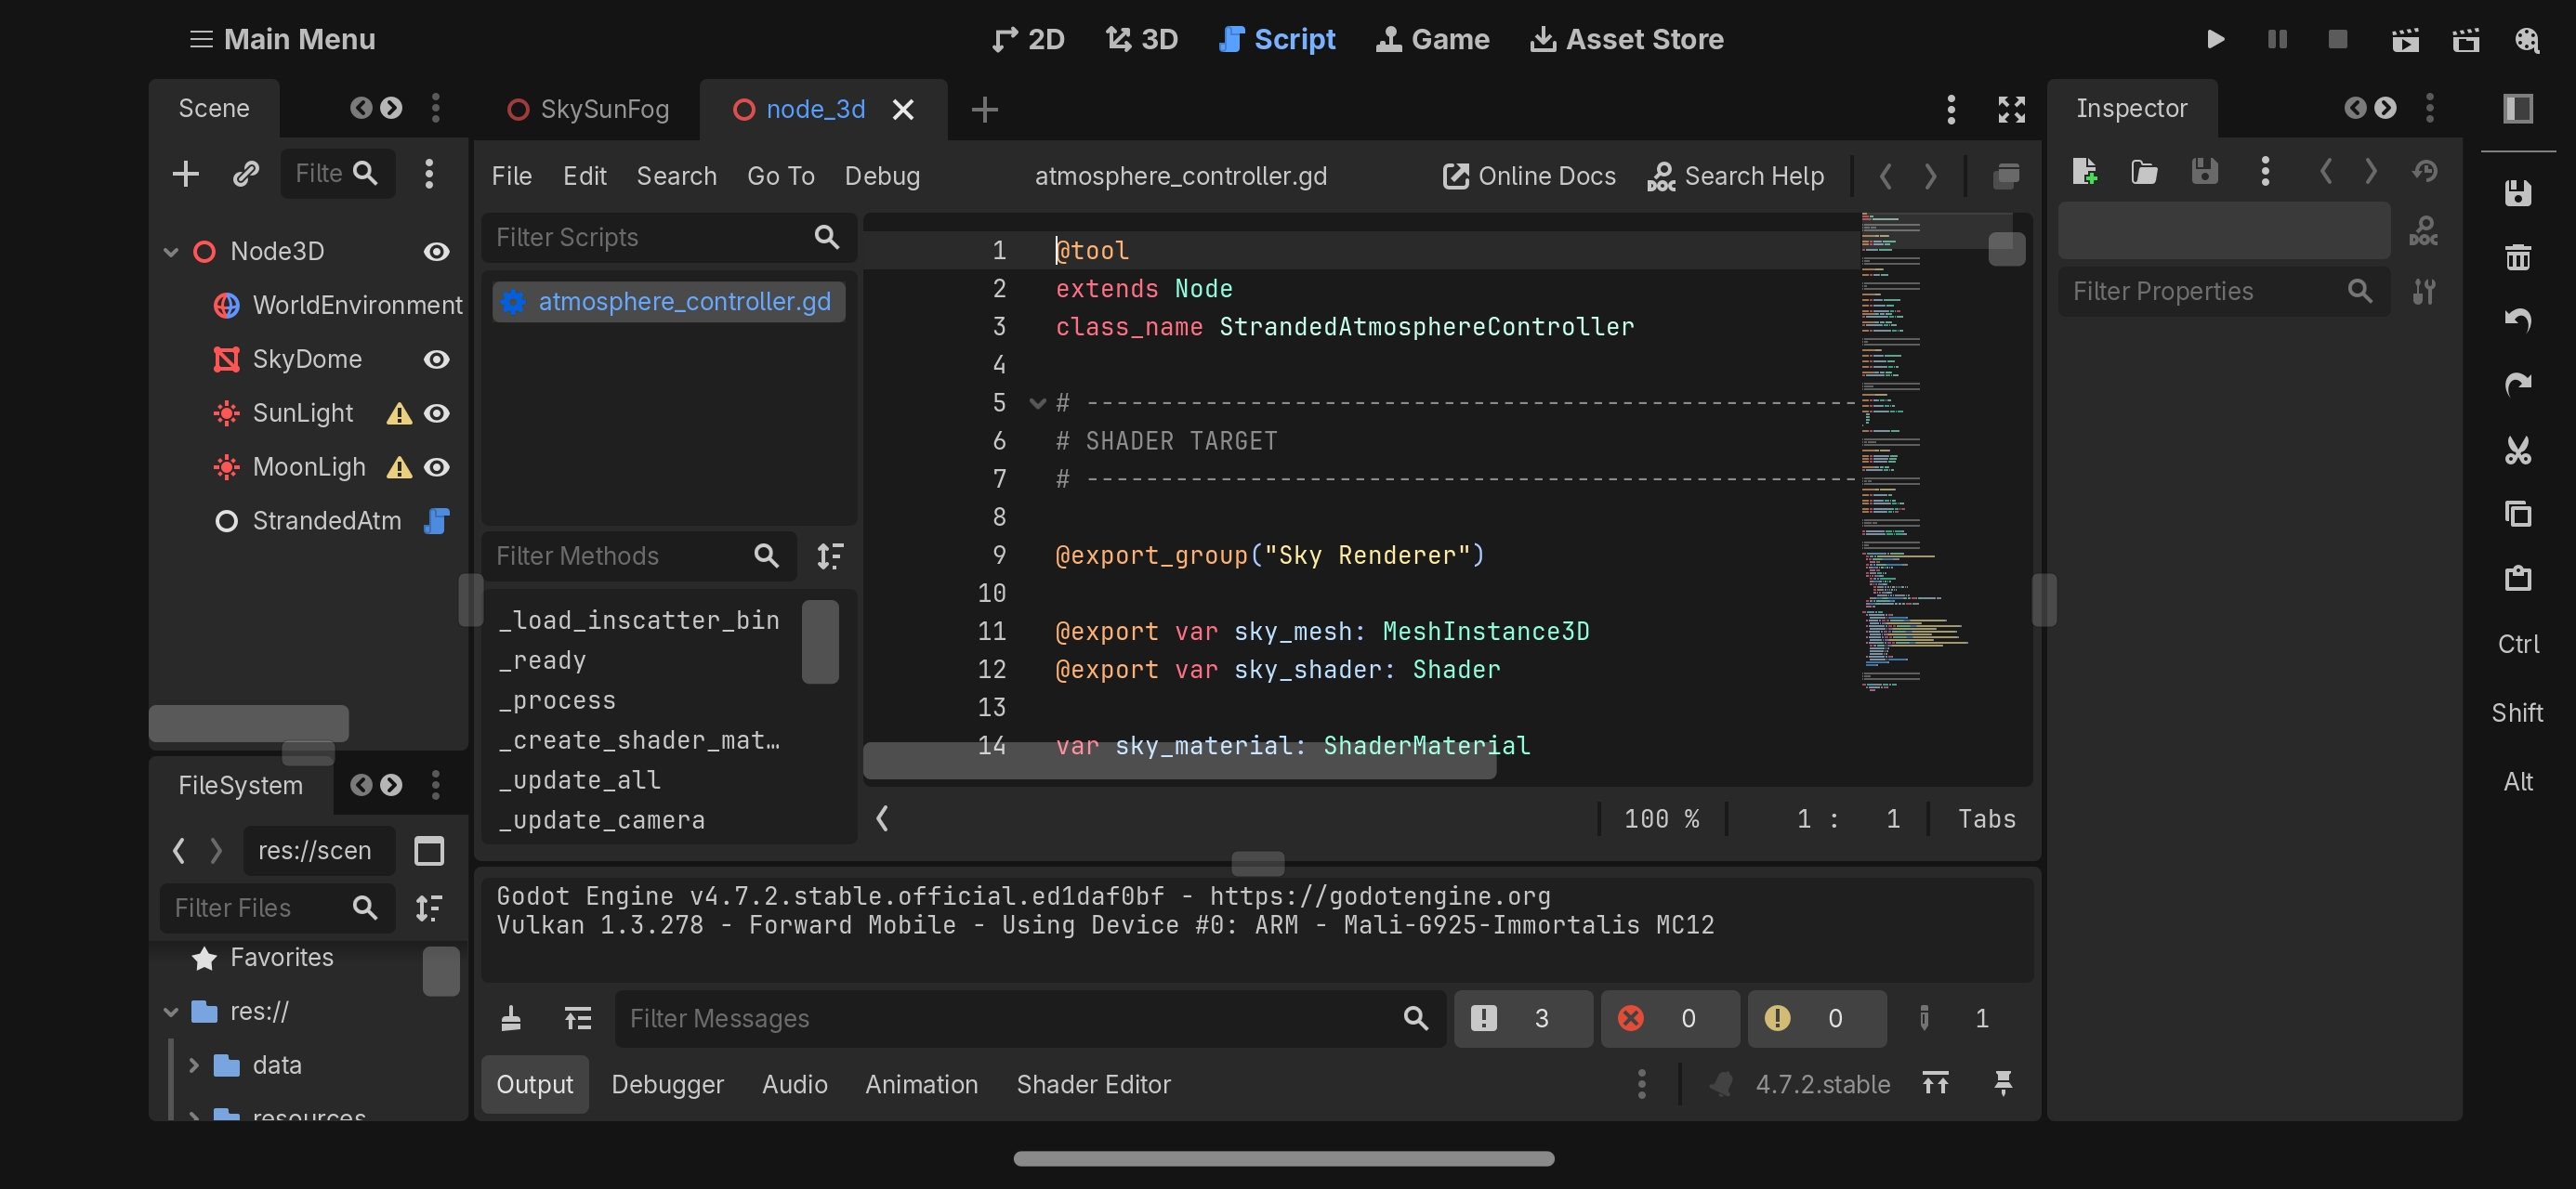 Main Menu
2D
3D
Script
Game
Asset Store
Scene
SkySunFog
node_3d
Inspector
Filte
File
Edit
Search
Go To
Debug
atmosphere_controller.gd
Online Docs
Search Help
Node3D
WorldEnvironment
SkyDome
SunLight
MoonLigh
StrandedAtm
Filter Scripts
atmosphere_controller.gd
Filter Methods
_load_inscatter_bin
_ready
_process
_create_shader_mat…
_update_all
_update_camera
1 @tool
2 extends Node
3 class_name StrandedAtmosphereController
4
5 # ----------------------------------------------------
6 # SHADER TARGET
7 # ----------------------------------------------------
8
9 @export_group("Sky Renderer")
10
11 @export var sky_mesh: MeshInstance3D
12 @export var sky_shader: Shader
13
14 var sky_material: ShaderMaterial
100 %
1 : 1
Tabs
Filter Properties
Ctrl
Shift
Alt
FileSystem
res://scen
Filter Files
Favorites
res://
data
resources
Godot Engine v4.7.2.stable.official.ed1daf0bf - https://godotengine.org
Vulkan 1.3.278 - Forward Mobile - Using Device #0: ARM - Mali-G925-Immortalis MC12
Filter Messages
3
0
0
1
Output
Debugger
Audio
Animation
Shader Editor
4.7.2.stable